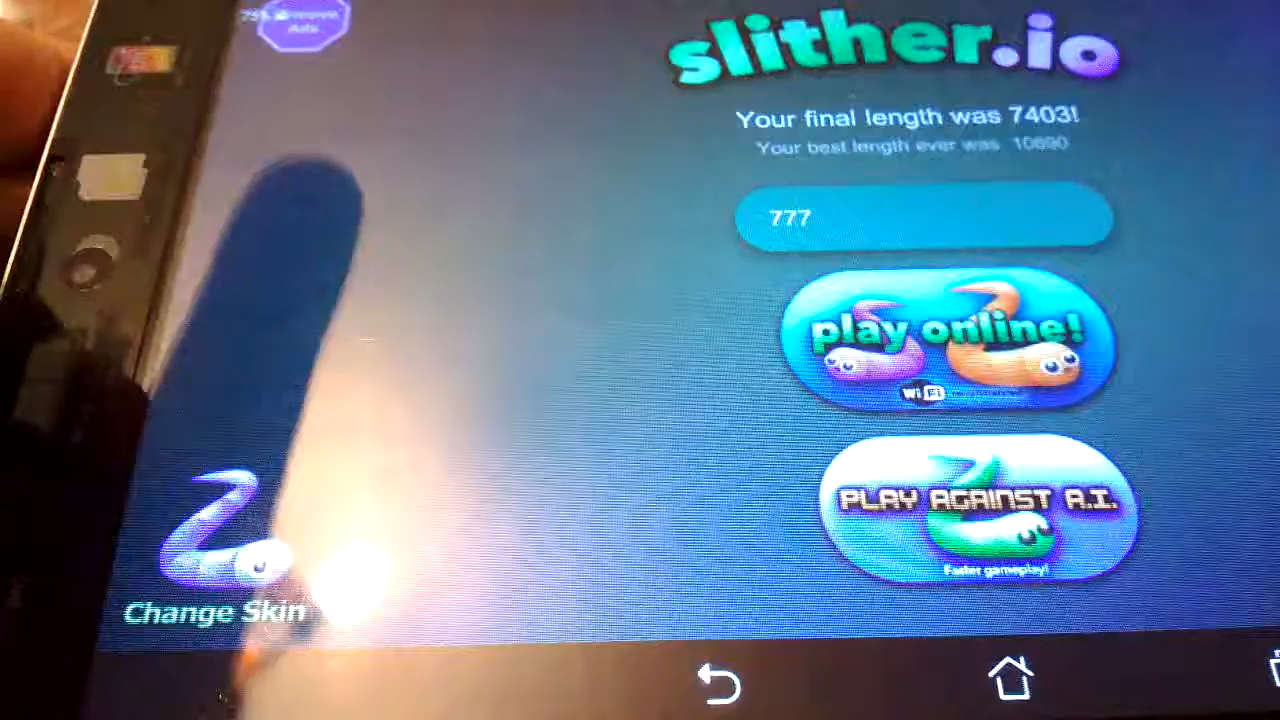 slither.io
Your final length was 7403!
Your best length ever was 10690
777
play online!
WiFi
PLAY AGAINST A.I.
Faster gameplay!
Change Skin